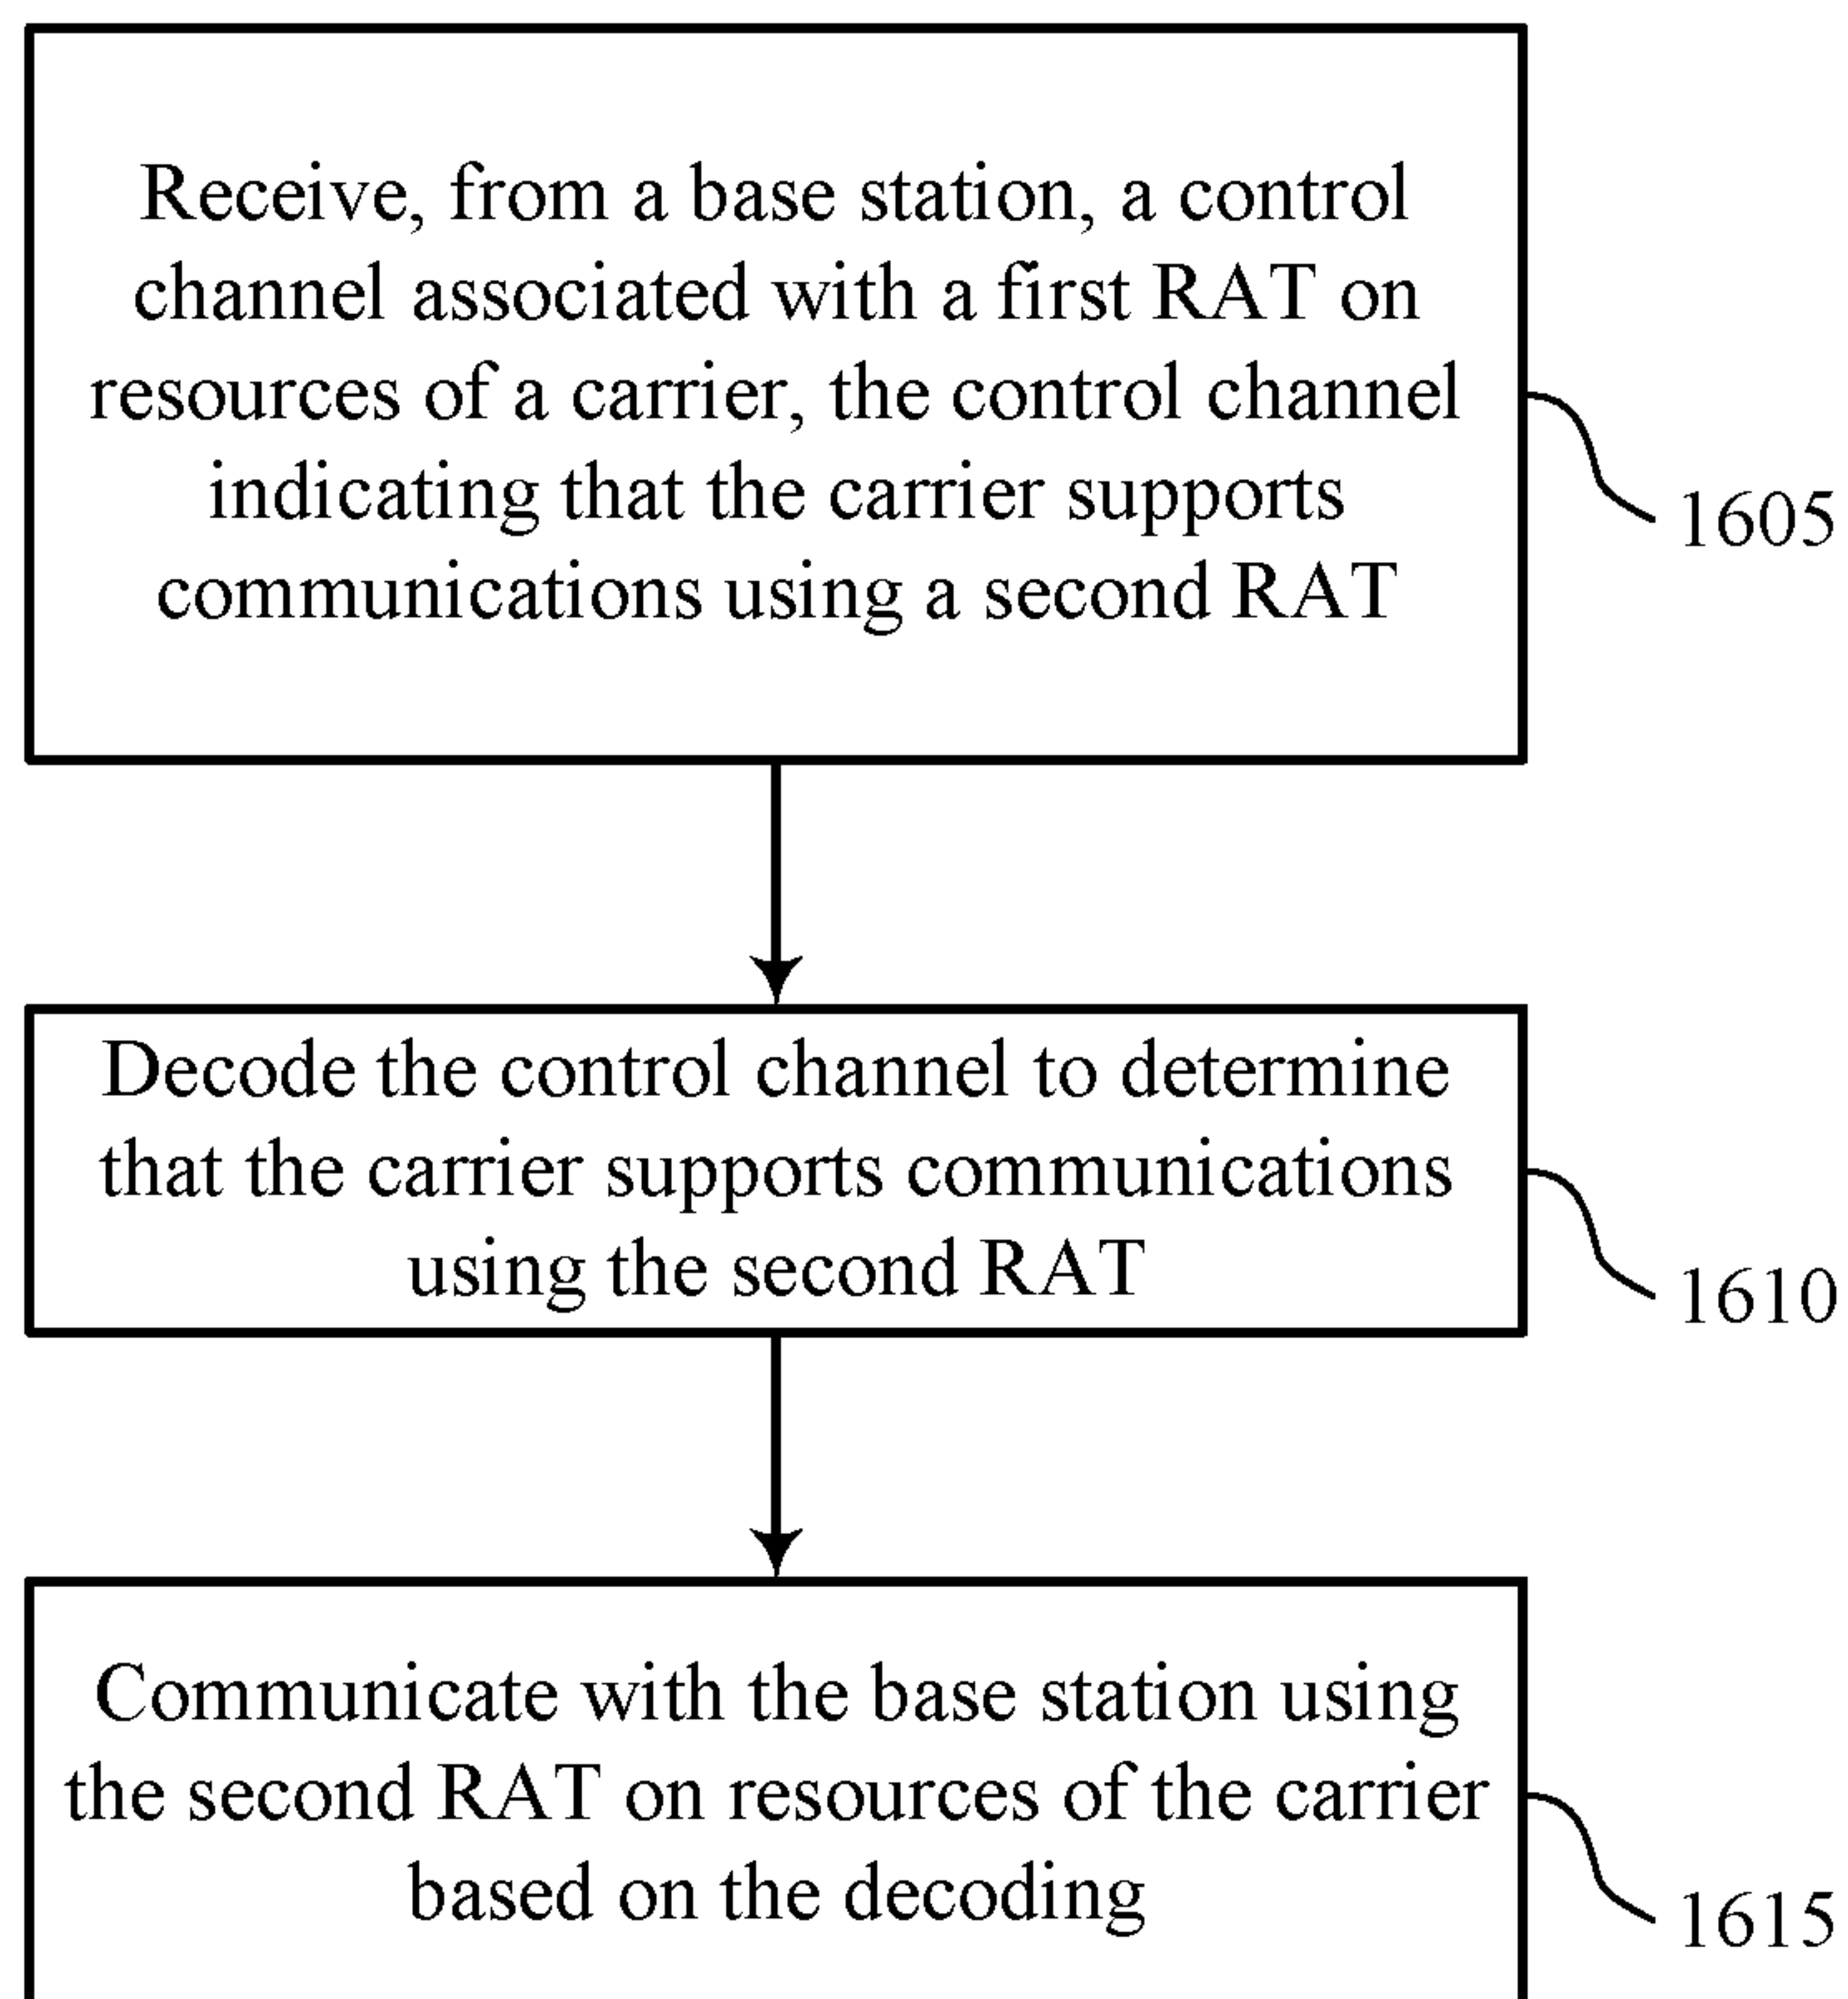 Receive, from a base station, a control
channel associated with a first RAT on
resources of a carrier, the control channel
indicating that the carrier supports
communications using a second RAT
1605
Decode the control channel to determine
that the carrier supports communications
using the second RAT
1610
Communicate with the base station using
the second RAT on resources of the carrier
based on the decoding
1615